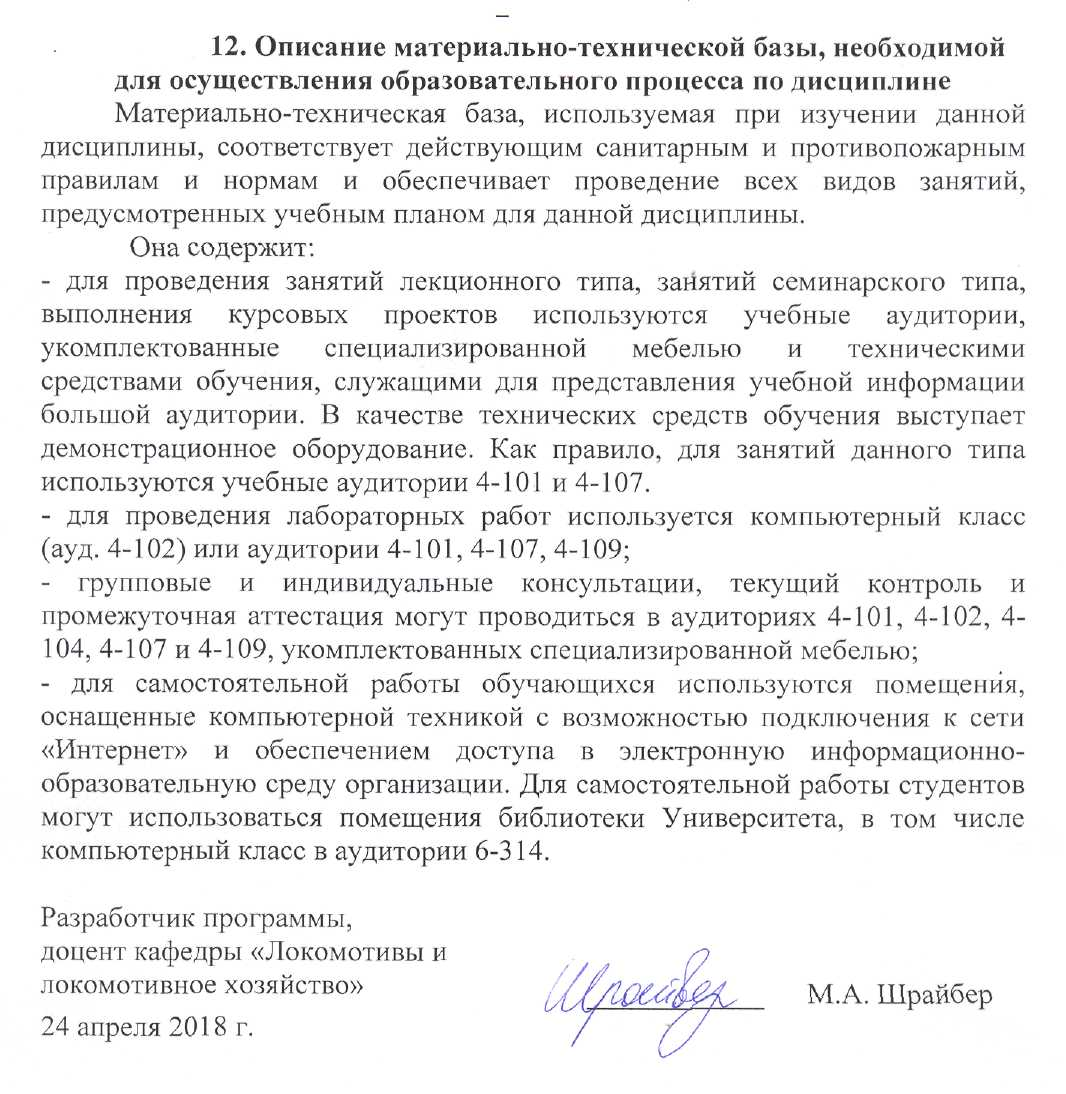 12. Описание материально-технической базы, необходимой
для осуществления образовательного процесса по дисциплине
Материально-техническая база, используемая при изучении данной
дисциплины, соответствует действующим санитарным и противопожарным
правилам и нормам и обеспечивает проведение всех видов занятий,
предусмотренных учебным планом для данной дисциплины.
Она содержит:
- для проведения занятий лекционного типа, занятий семинарского типа,
выполнения курсовых проектов используются учебные аудитории,
укомплектованные специализированной мебелью и техническими
средствами обучения, служащими для представления учебной информации
большой аудитории. В качестве технических средств обучения выступает
демонстрационное оборудование. Как правило, для занятий данного типа
используются учебные аудитории 4-101 и 4-107.
- для проведения лабораторных работ используется компьютерный класс
(ауд. 4-102) или аудитории 4-101, 4-107, 4-109;
- групповые и индивидуальные консультации, текущий контроль и
промежуточная аттестация могут проводиться в аудиториях 4-101, 4-102, 4-
104, 4-107 и 4-109, укомплектованных специализированной мебелью;
- для самостоятельной работы обучающихся используются помещения,
оснащенные компьютерной техникой с возможностью подключения к сети
«Интернет» и обеспечением доступа в электронную информационно-
образовательную среду организации. Для самостоятельной работы студентов
могут использоваться помещения библиотеки Университета, в том числе
компьютерный класс в аудитории 6-314.
Разработчик программы,
доцент кафедры «Локомотивы и
локомотивное хозяйство»
Шрайбер М.А. Шрайбер
24 апреля 2018 г.